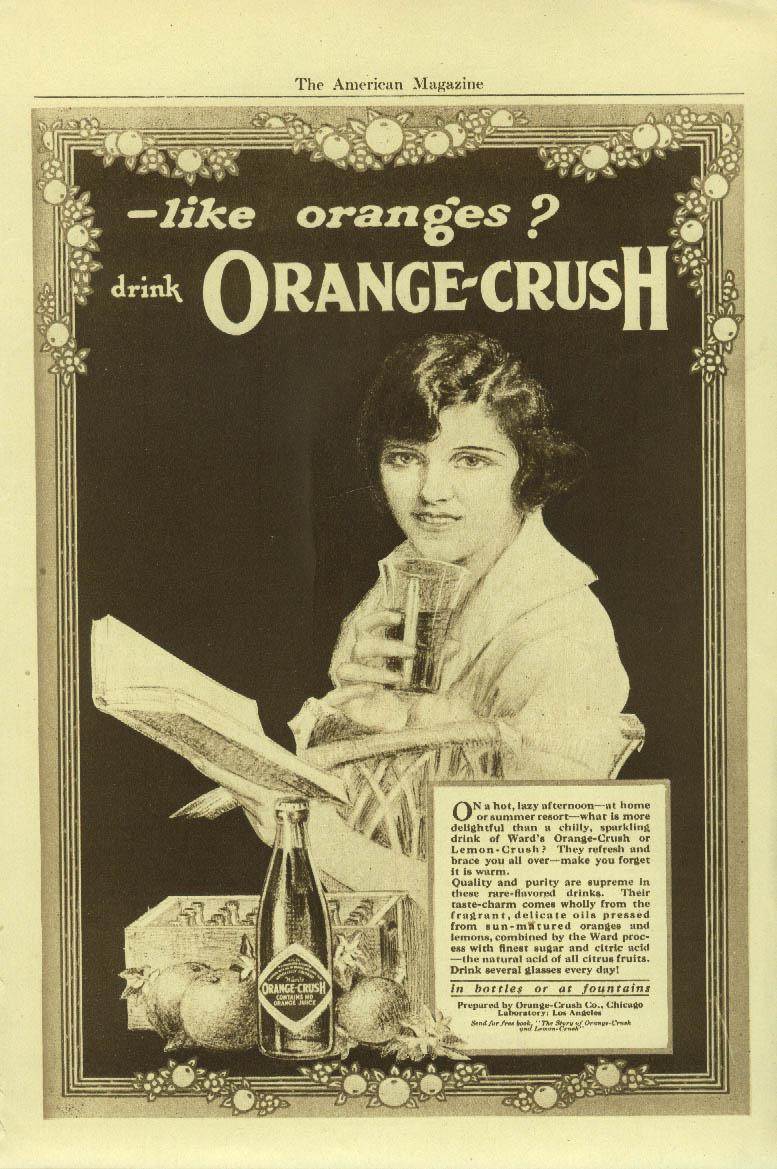 The American Magazine
-like oranges?
drink ORANGE-CRUSH
ON a hot, lazy afternoon—at home
or summer resort—what is more
delightful than a chilly, sparkling
drink of Ward's Orange-Crush or
Lemon-Crush? They refresh and
brace you all over—make you forget
it is warm.
Quality and purity are supreme in
these rare-flavored drinks. Their
taste-charm comes wholly from the
fragrant, delicate oils pressed
from sun-matured oranges and
lemons, combined by the Ward proc-
ess with finest sugar and citric acid
—the natural acid of all citrus fruits.
Drink several glasses every day!
in bottles or at fountains
Prepared by Orange-Crush Co., Chicago
Laboratory: Los Angeles
Send for free book, "The Story of Orange-Crush
and Lemon-Crush"
Ward's
ORANGE-CRUSH
CONTAINS NO
ORANGE JUICE